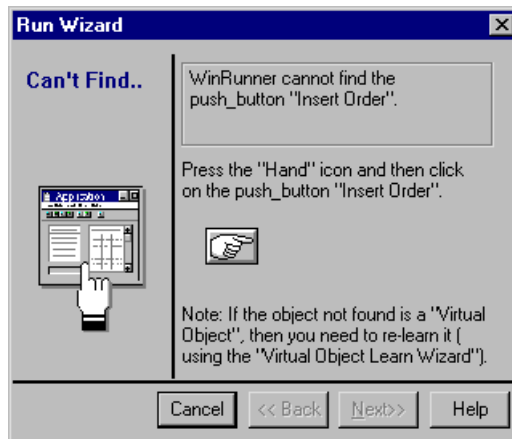 Run Wizard
Can't Find..
WinRunner cannot find the
push_button "Insert Order".
Press the "Hand" icon and then click
on the push_button "Insert Order".
Application
Note: If the object not found is a "Virtual
Object", then you need to re-learn it (
using the "Virtual Object Learn Wizard").
Cancel
<< Back
Next>>
Help